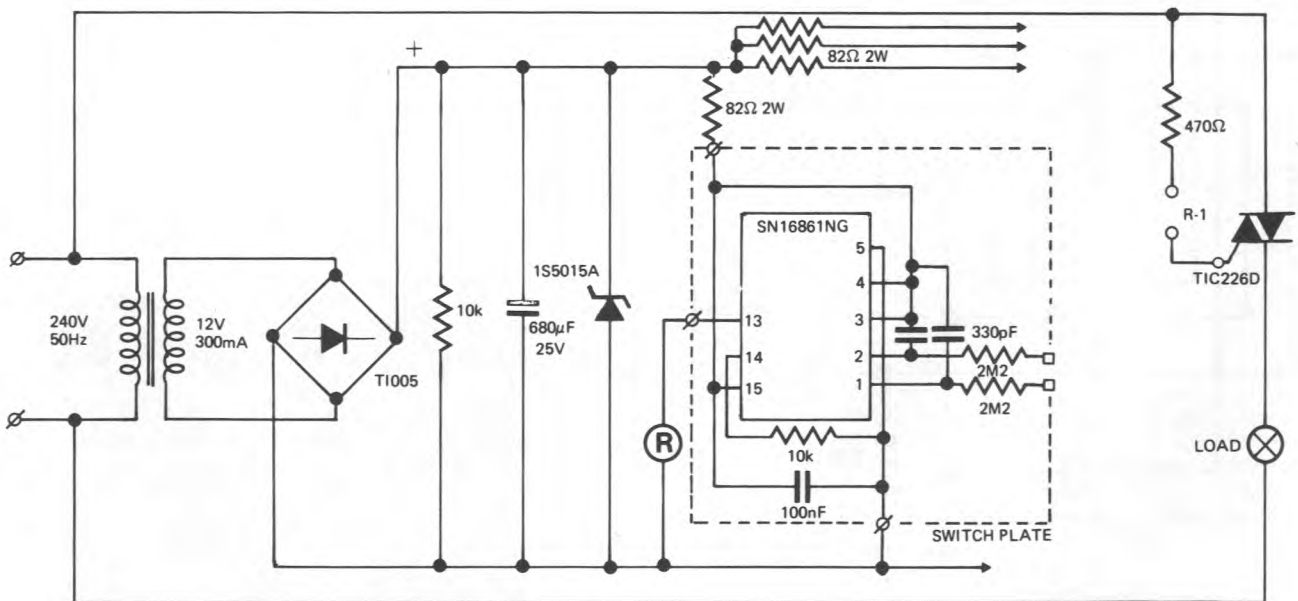 +
82Ω 2W
82Ω 2W
470Ω
R-1
TIC226D
240V
50Hz
12V
300mA
TI005
10k
680µF
25V
1S5015A
SN16861NG
5
4
3
2
1
13
14
15
330pF
2M2
2M2
10k
100nF
R
LOAD
SWITCH PLATE